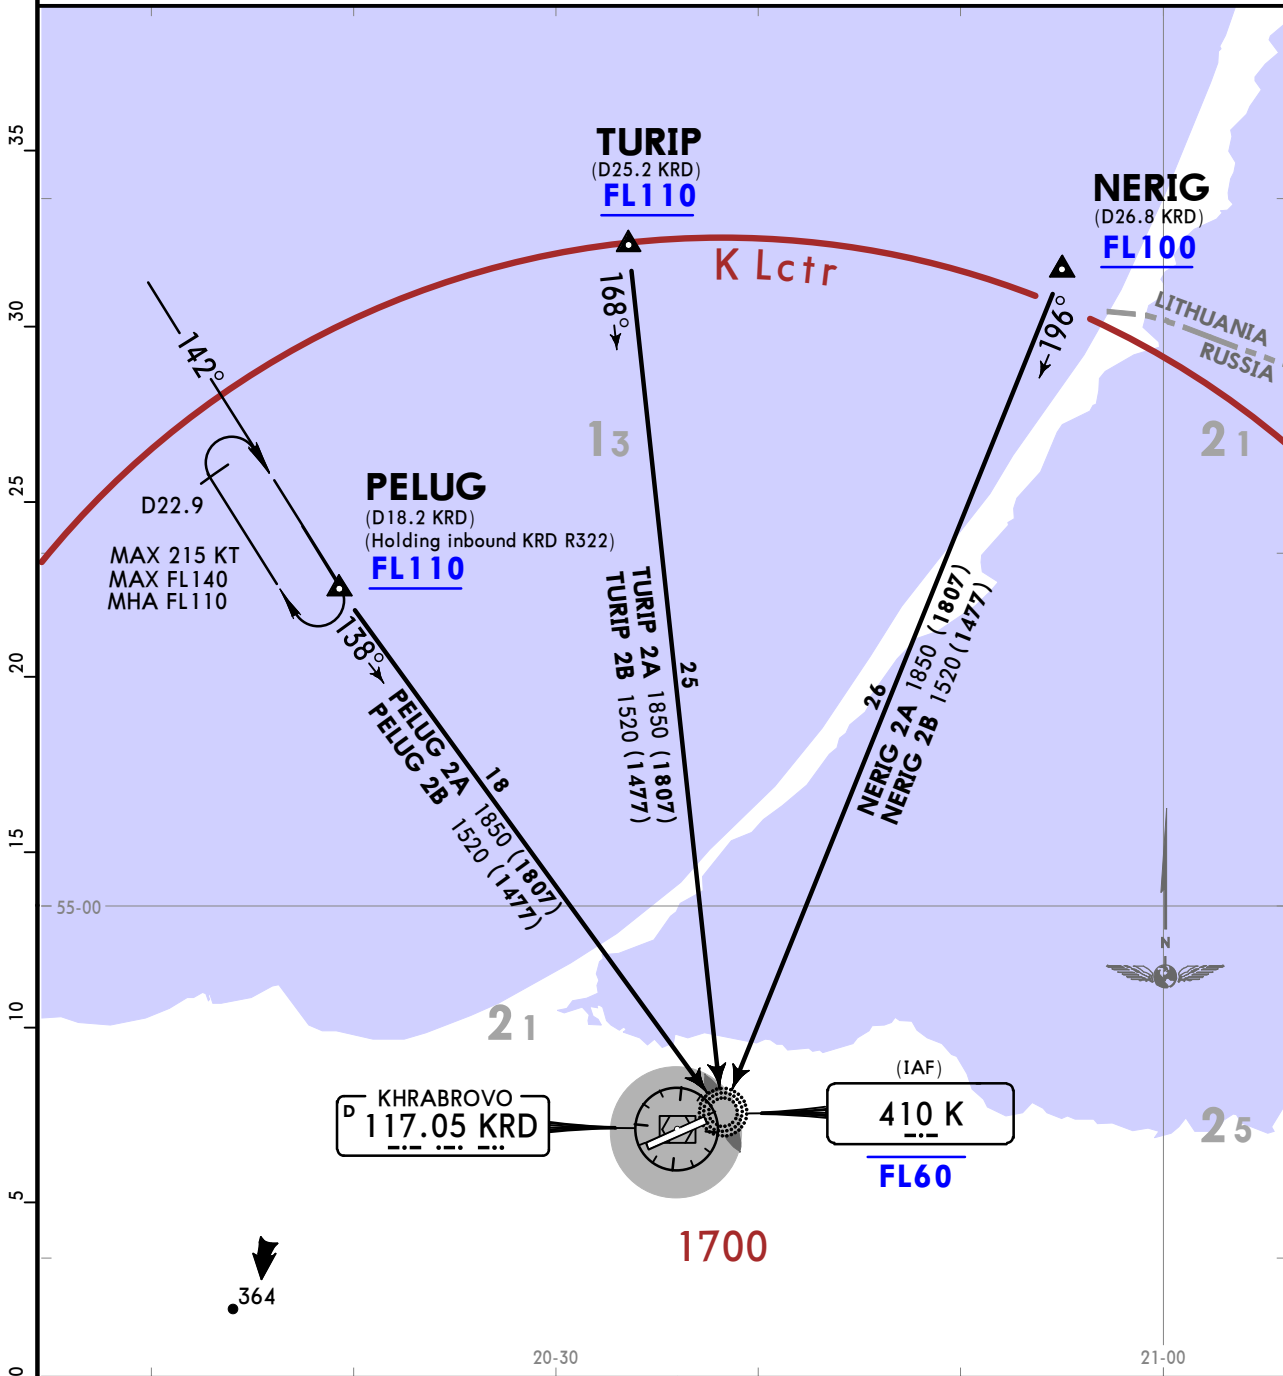 35
30
25
20
15
10
5
0
TURIP
(D25.2 KRD)
FL110
NERIG
(D26.8 KRD)
FL100
K Lctr
LITHUANIA
RUSSIA
142°
168°
196°
13
21
D22.9
MAX 215 KT
MAX FL140
MHA FL110
PELUG
(D18.2 KRD)
(Holding inbound KRD R322)
FL110
138°
PELUG 2A 1850 (1807)
PELUG 2B 1520 (1477)
18
TURIP 2A 1850 (1807)
TURIP 2B 1520 (1477)
25
NERIG 2A 1850 (1807)
NERIG 2B 1520 (1477)
26
55-00
N
21
KHRABROVO
D 117.05 KRD
(IAF)
410 K
FL60
25
1700
364
20-30
21-00